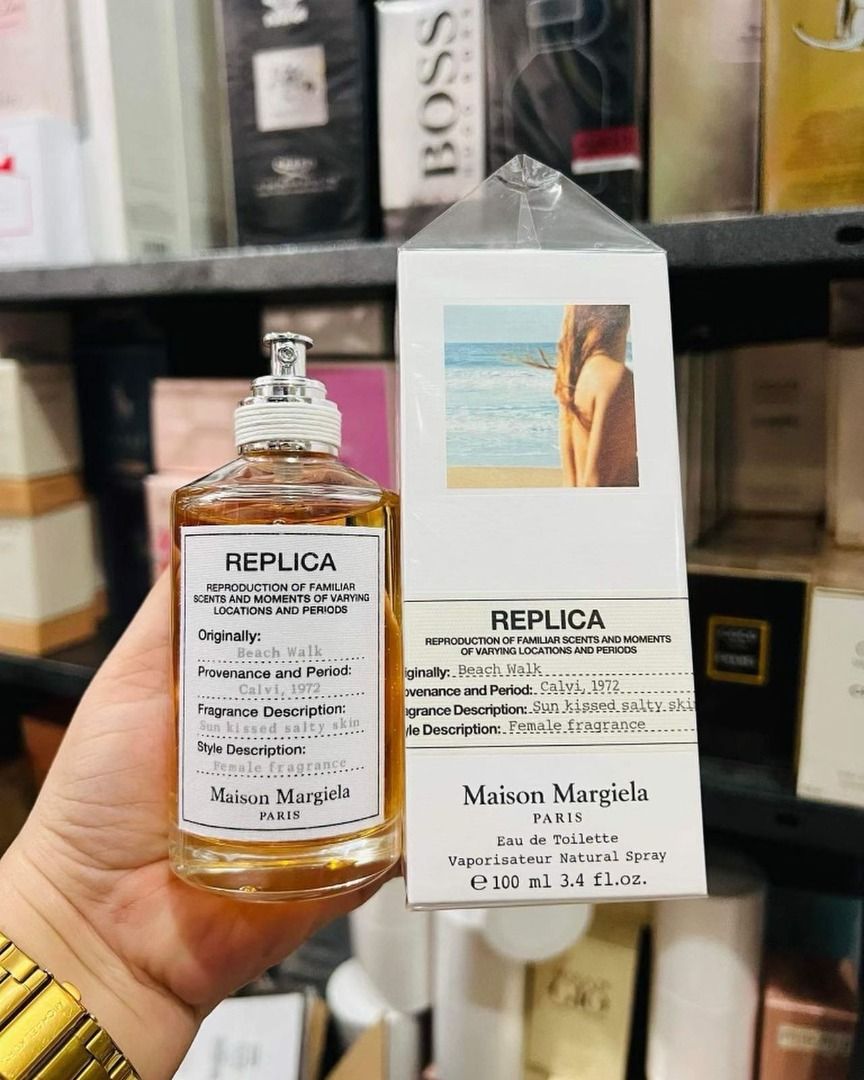 BOSS
REPLICA
REPRODUCTION OF FAMILIAR
SCENTS AND MOMENTS OF VARYING
LOCATIONS AND PERIODS
Originally:
Beach Walk
Provenance and Period:
Calvi, 1972
Fragrance Description:
Sun kissed salty skin
Style Description:
Female fragrance
Maison Margiela
PARIS
REPLICA
REPRODUCTION OF FAMILIAR SCENTS AND MOMENTS
OF VARYING LOCATIONS AND PERIODS
iginally: Beach Walk
ovenance and Period: Calvi, 1972
agrance Description: Sun kissed salty ski
yle Description: Female fragrance
Maison Margiela
PARIS
Eau de Toilette
Vaporisateur Natural Spray
℮ 100 ml 3.4 fl.oz.